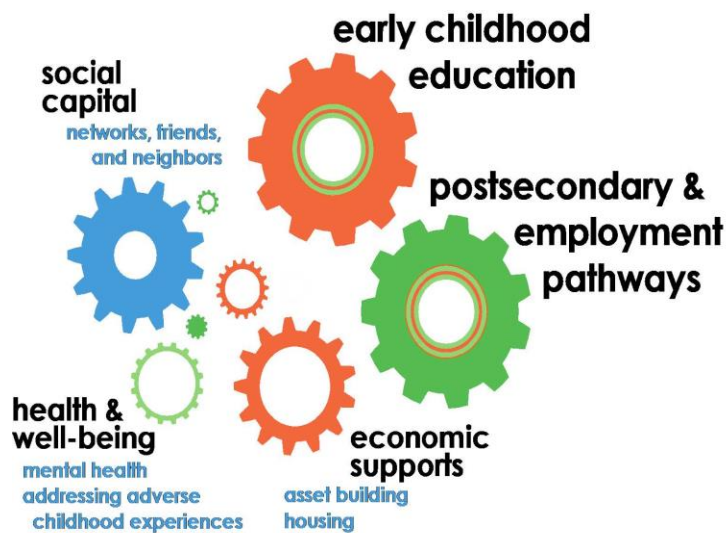 early childhood
education
social
capital
networks, friends,
and neighbors
postsecondary &
employment
pathways
health &
well-being
mental health
addressing adverse
childhood experiences
economic
supports
asset building
housing